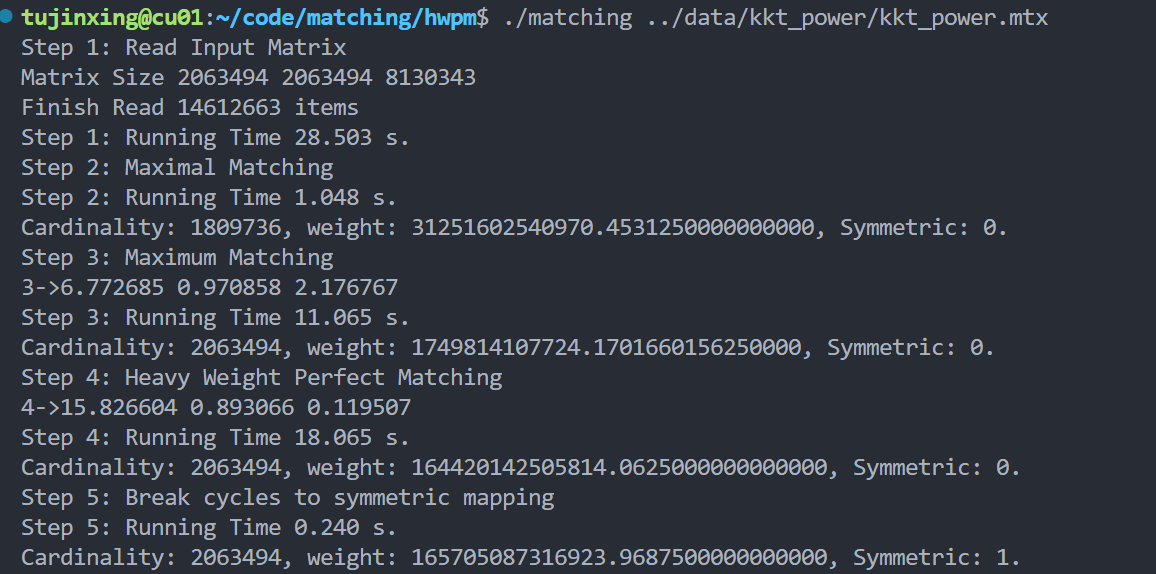 tujinxing@cu01:~/code/matching/hwpm$ ./matching ../data/kkt_power/kkt_power.mtx
Step 1: Read Input Matrix
Matrix Size 2063494 2063494 8130343
Finish Read 14612663 items
Step 1: Running Time 28.503 s.
Step 2: Maximal Matching
Step 2: Running Time 1.048 s.
Cardinality: 1809736, weight: 31251602540970.4531250000000000, Symmetric: 0.
Step 3: Maximum Matching
3->6.772685 0.970858 2.176767
Step 3: Running Time 11.065 s.
Cardinality: 2063494, weight: 1749814107724.1701660156250000, Symmetric: 0.
Step 4: Heavy Weight Perfect Matching
4->15.826604 0.893066 0.119507
Step 4: Running Time 18.065 s.
Cardinality: 2063494, weight: 164420142505814.0625000000000000, Symmetric: 0.
Step 5: Break cycles to symmetric mapping
Step 5: Running Time 0.240 s.
Cardinality: 2063494, weight: 165705087316923.9687500000000000, Symmetric: 1.